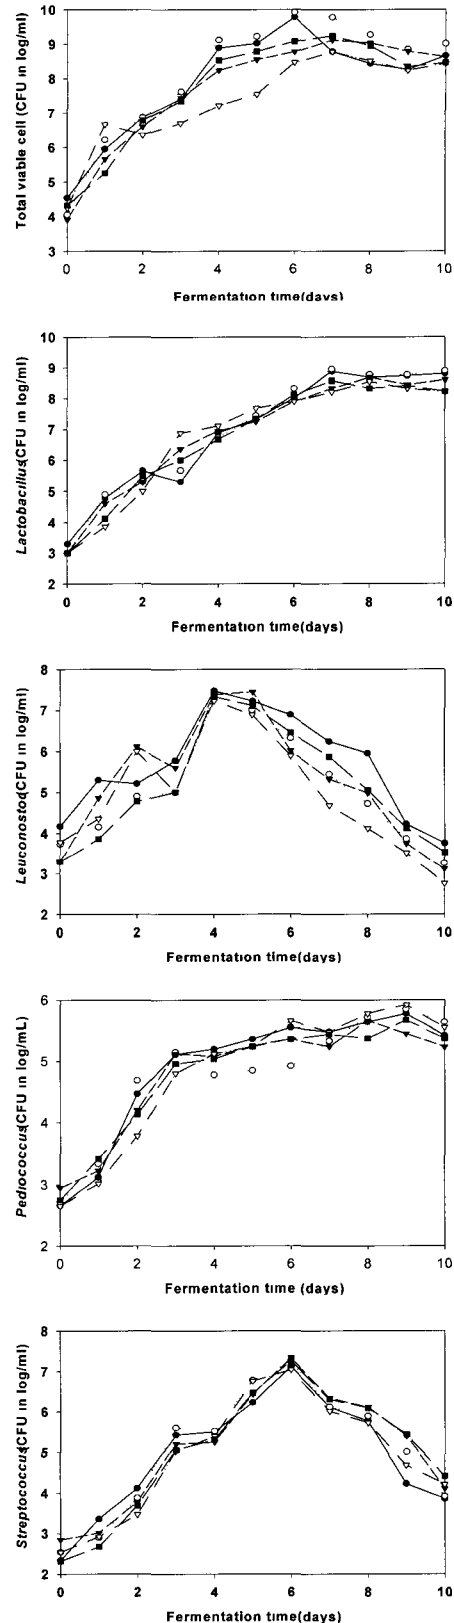 Total viable cell (CFU in log/ml)
10
9
8
7
6
5
4
3
0 2 4 6 8 10
Fermentation time(days)
Lactobacillus(CFU in log/ml)
10
9
8
7
6
5
4
3
2
0 2 4 6 8 10
Fermentation time(days)
Leuconostoc(CFU in log/ml)
8
7
6
5
4
3
2
0 2 4 6 8 10
Fermentation time(days)
Pediococcus(CFU in log/mL)
6
5
4
3
2
0 2 4 6 8 10
Fermentation time (days)
Streptococcus(CFU in log/ml)
8
7
6
5
4
3
2
0 2 4 6 8 10
Fermentation time(days)